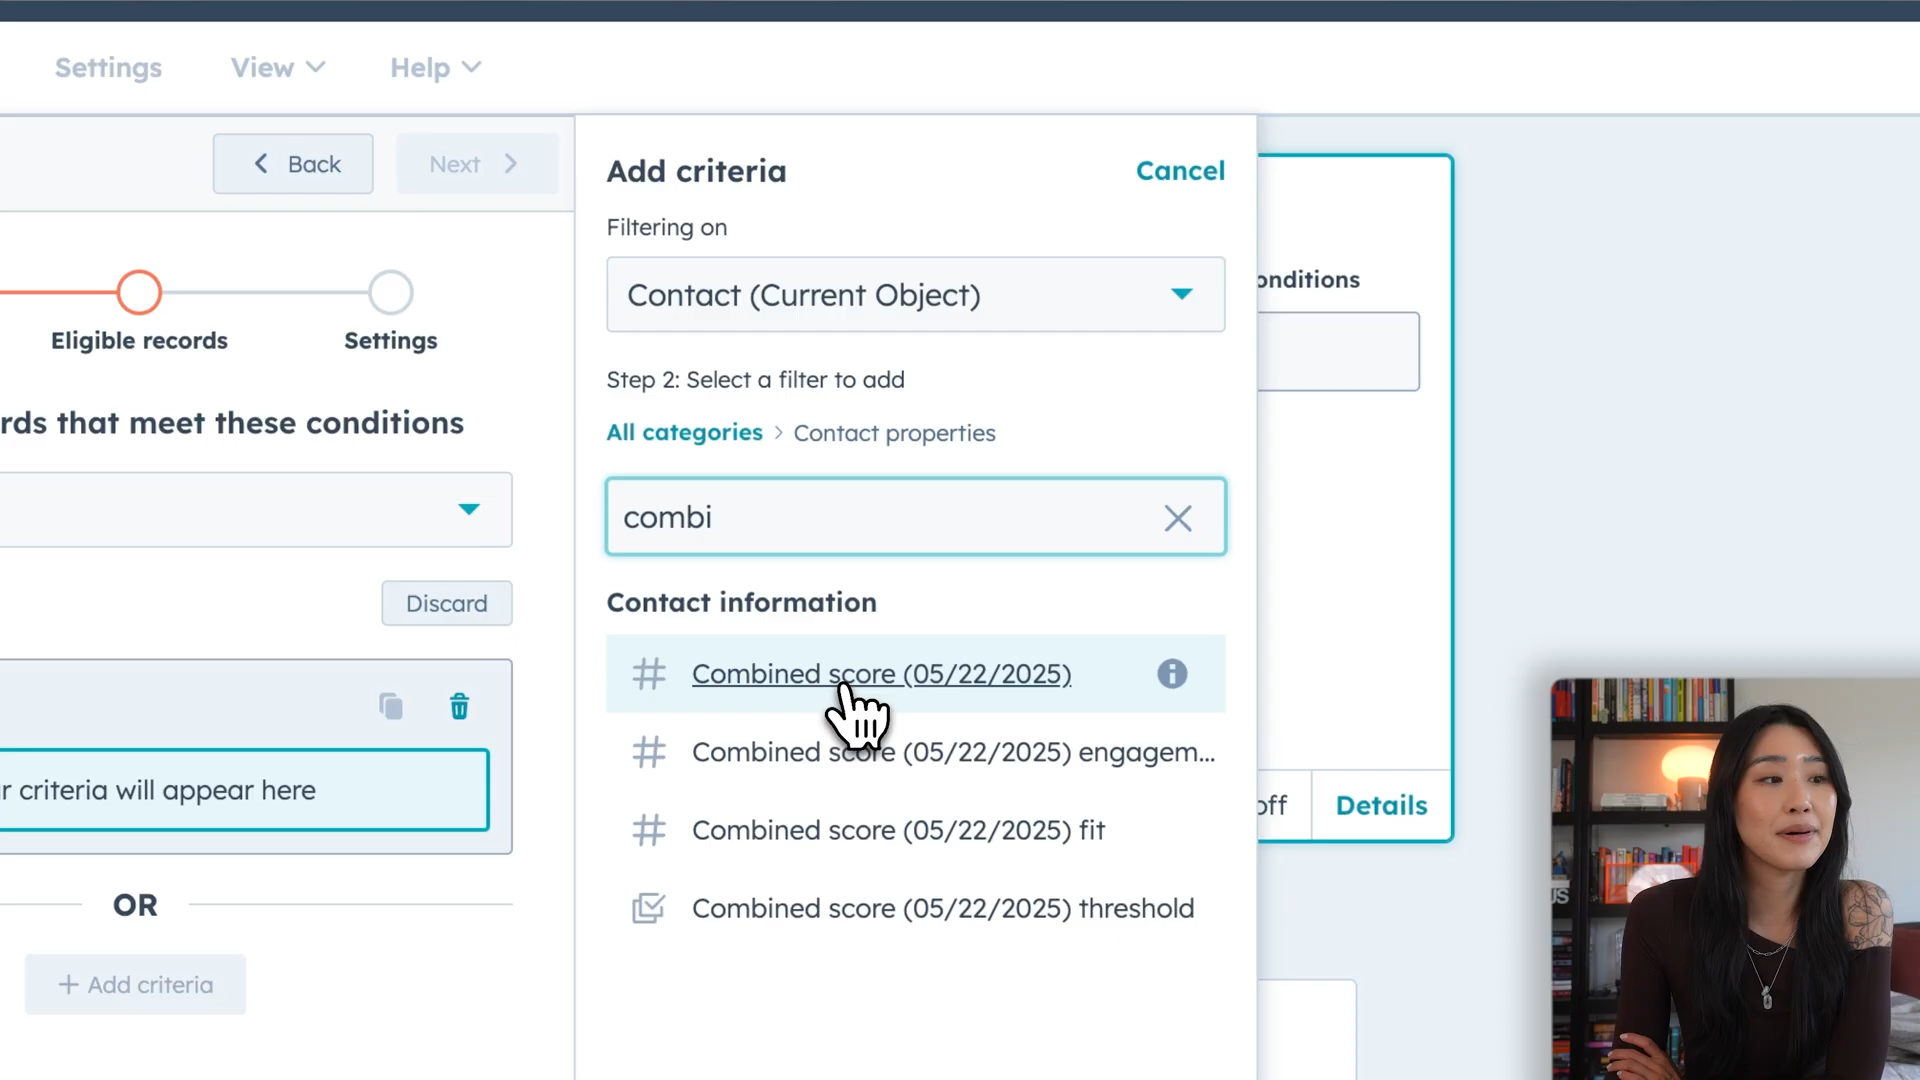 Settings
View
Help
Back
Next
Eligible records
Settings
rds that meet these conditions
Discard
r criteria will appear here
OR
+ Add criteria
Add criteria
Cancel
Filtering on
Contact (Current Object)
Step 2: Select a filter to add
All categories > Contact properties
combi
Contact information
# Combined score (05/22/2025)
# Combined score (05/22/2025) engagem...
# Combined score (05/22/2025) fit
Combined score (05/22/2025) threshold
onditions
off
Details